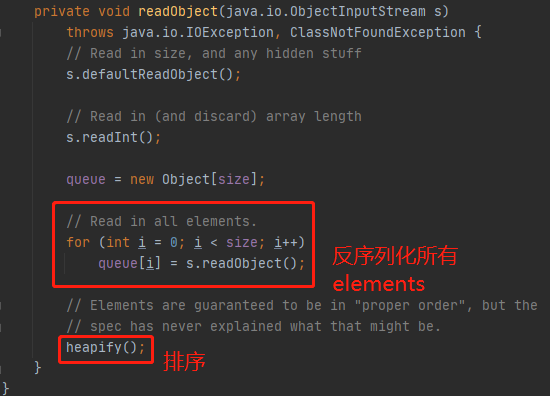 private void readObject(java.io.ObjectInputStream s)
throws java.io.IOException, ClassNotFoundException {
// Read in size, and any hidden stuff
s.defaultReadObject();
// Read in (and discard) array length
s.readInt();
queue = new Object[size];
// Read in all elements.
for (int i = 0; i < size; i++)
queue[i] = s.readObject();
反序列化所有
elements
// Elements are guaranteed to be in "proper order", but the
// spec has never explained what that might be.
heapify();
排序
}
}